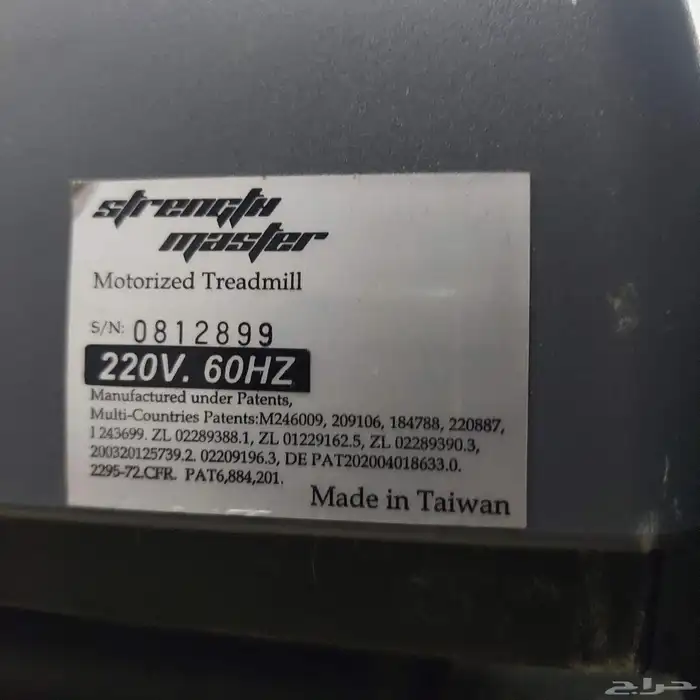 strength
master
Motorized Treadmill
S/N: 0812899
220V. 60HZ
Manufactured under Patents,
Multi-Countries Patents:M246009, 209106, 184788, 220887,
1243699. ZL 02289388.1, ZL 01229162.5, ZL 02289390.3,
200320125739.2. 02209196.3, DE PAT202004018633.0.
2295-72.CFR. PAT6,884,201.
Made in Taiwan
حراج